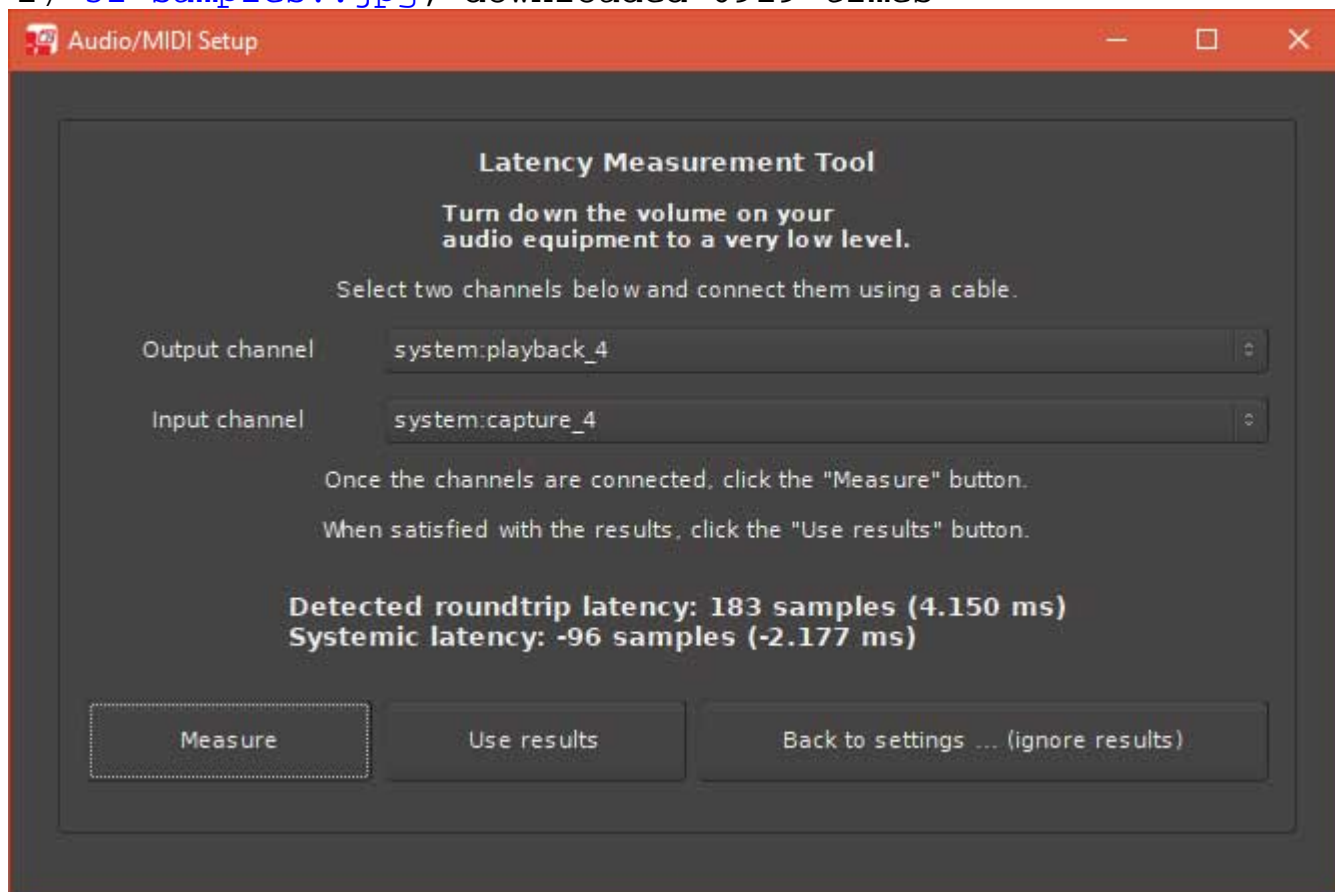 Audio/MIDI Setup
Latency Measurement Tool
Turn down the volume on your
audio equipment to a very low level.
Select two channels below and connect them using a cable.
Output channel system:playback_4
Input channel system:capture_4
Once the channels are connected, click the "Measure" button.
When satisfied with the results, click the "Use results" button.
Detected roundtrip latency: 183 samples (4.150 ms)
Systemic latency: -96 samples (-2.177 ms)
Measure Use results Back to settings ... (ignore results)